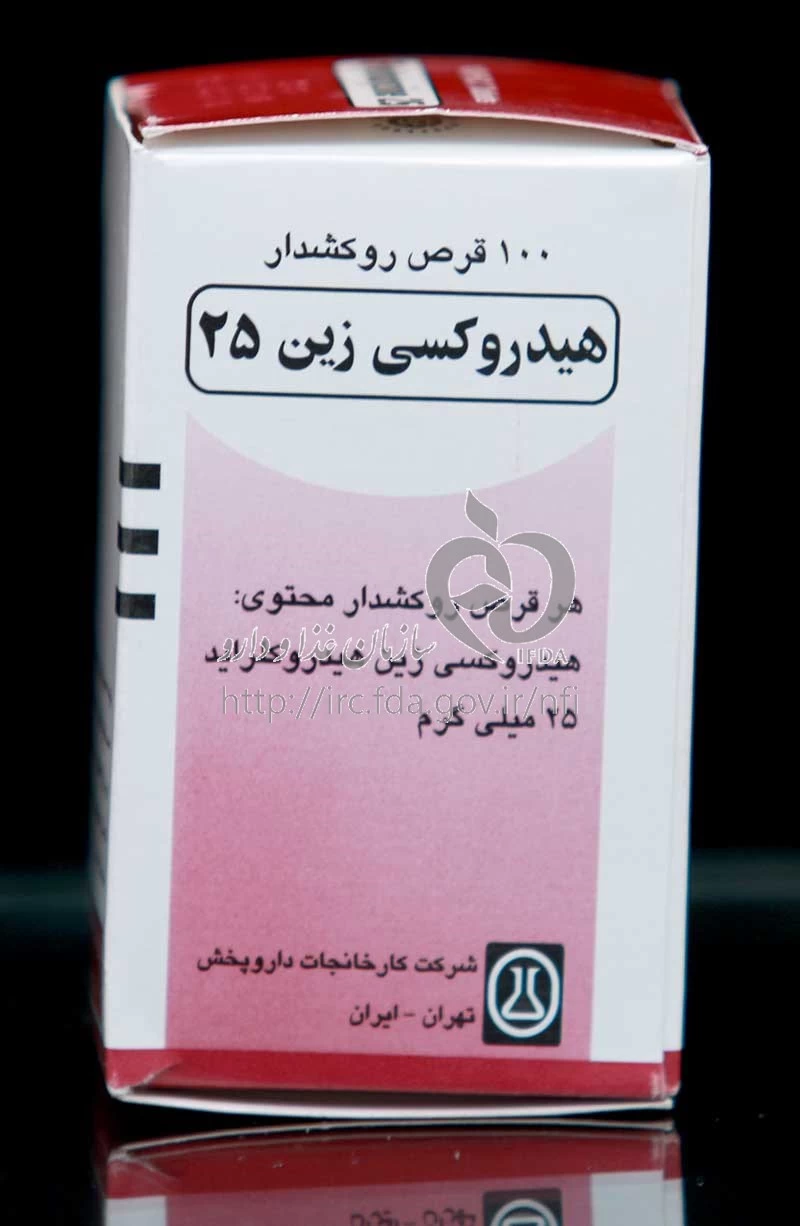 ۱۰۰ قرص روکشدار
هیدروکسی زین ۲۵
هر قرص روکشدار محتوی:
هیدروکسی زین هیدروکلراید
۲۵ میلی گرم
سازمان غذا و دارو
IFDA
http://irc.fda.gov.ir/nfi
شرکت کارخانجات داروپخش
تهران - ایران